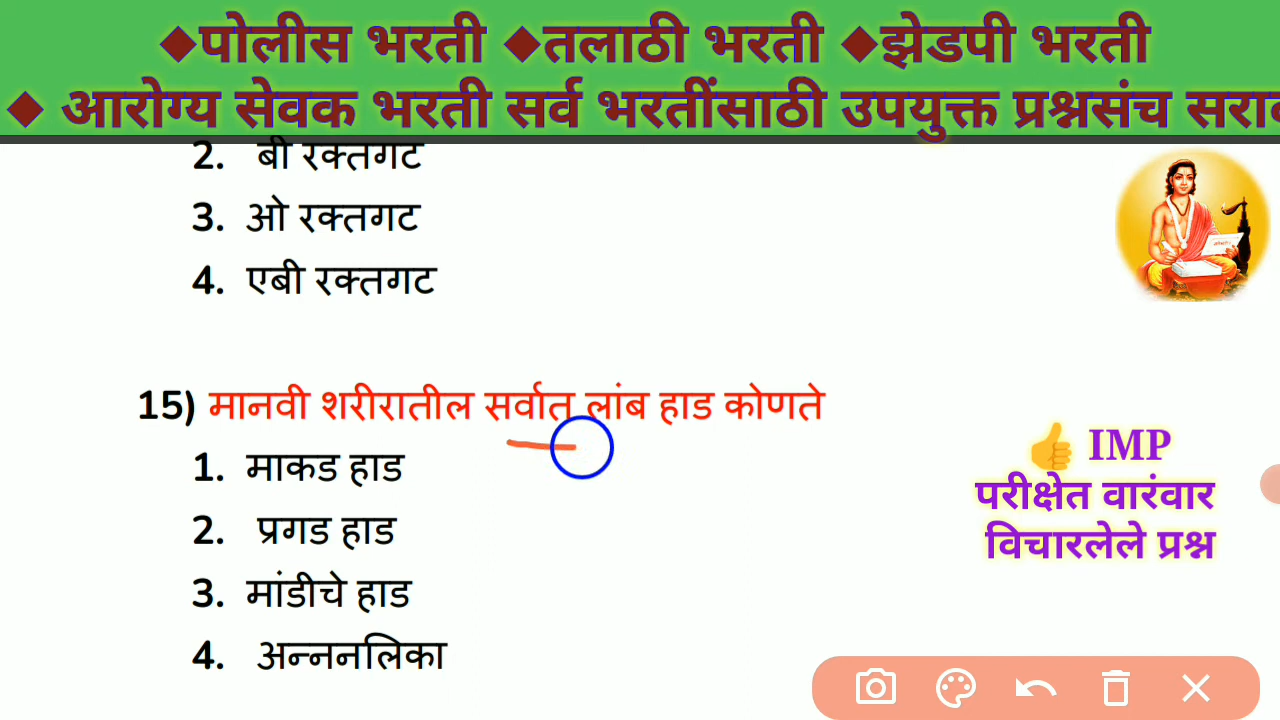 ◆पोलीस भरती ◆तलाठी भरती ◆झेडपी भरती
◆ आरोग्य सेवक भरती सर्व भरतींसाठी उपयुक्त प्रश्नसंच
2. बी रक्तगट
3. ओ रक्तगट
4. एबी रक्तगट
15) मानवी शरीरातील सर्वात लांब हाड कोणते
1. माकड हाड
2. प्रगड हाड
3. मांडीचे हाड
4. अन्ननलिका
👍 IMP
परीक्षेत वारंवार
विचारलेले प्रश्न